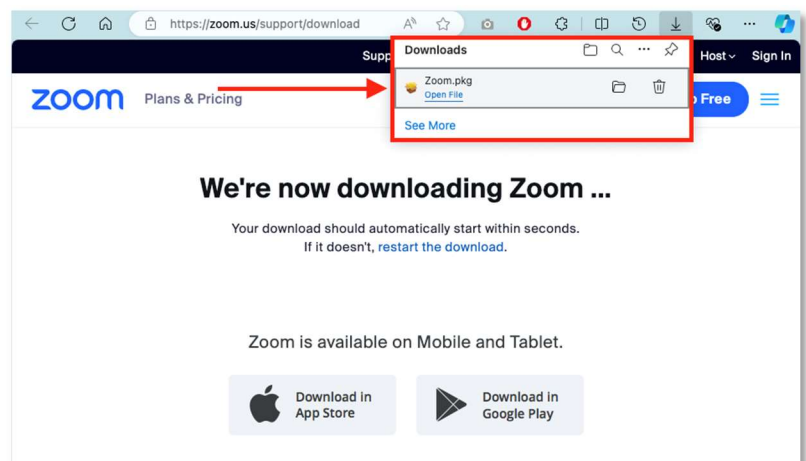 https://zoom.us/support/download
Supp
Downloads
Host
Sign In
zoom
Plans & Pricing
Zoom.pkg
Open File
Free
See More
We're now downloading Zoom ...
Your download should automatically start within seconds.
If it doesn't, restart the download.
Zoom is available on Mobile and Tablet.
Download in
App Store
Download in
Google Play